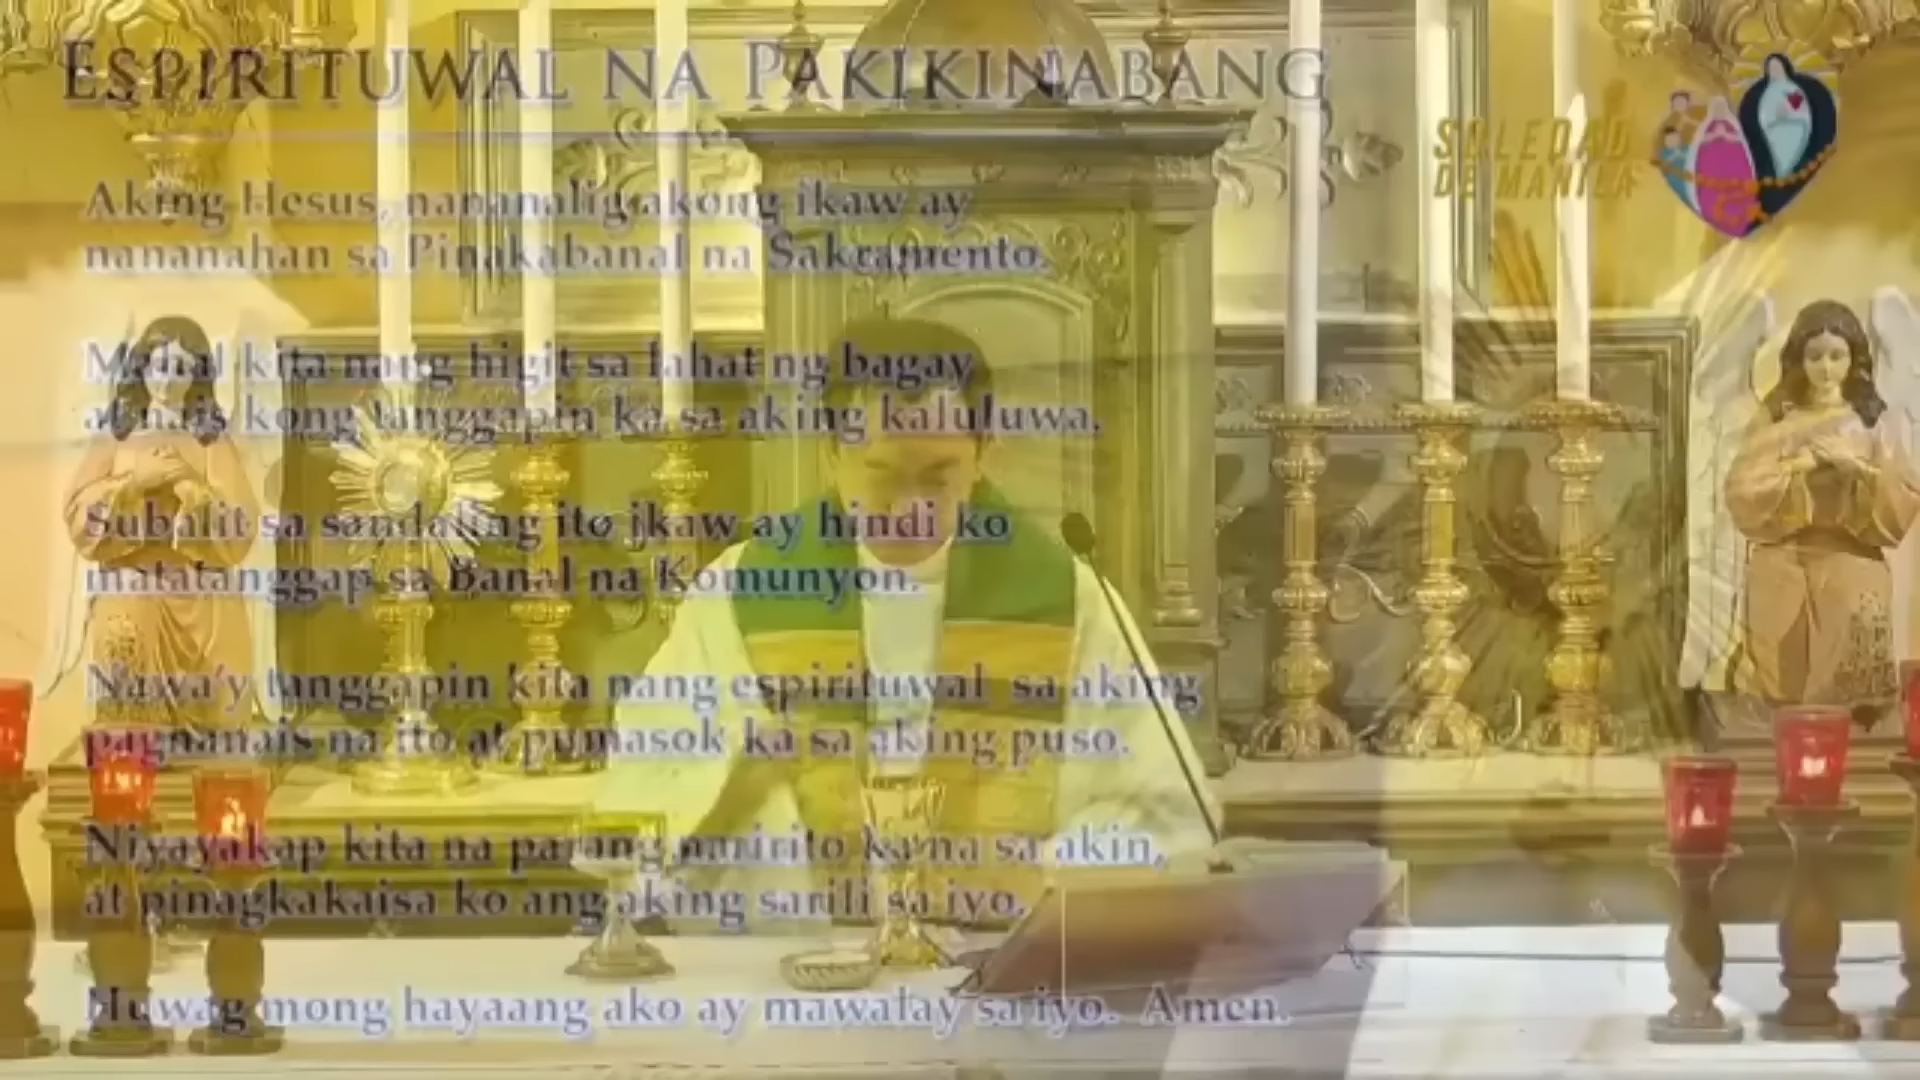 ESPIRITUWAL NA PAKIKINABANG
SOLEDAD
DE MANILA
Aking Hesus, nananalig akong ikaw ay
nananahan sa Pinakabanal na Sakramento.
Mahal kita nang higit sa lahat ng bagay
at nais kong tanggapin ka sa aking kaluluwa.
Subalit sa sandaling ito ikaw ay hindi ko
matatanggap sa Banal na Komunyon.
Nawa'y tanggapin kita nang espirituwal sa aking
pagnanais na ito at pumasok ka sa aking puso.
Niyayakap kita na parang naririto ka na sa akin,
at pinagkakaisa ko ang aking sarili sa iyo.
Huwag mong hayaang ako ay mawalay sa iyo. Amen.